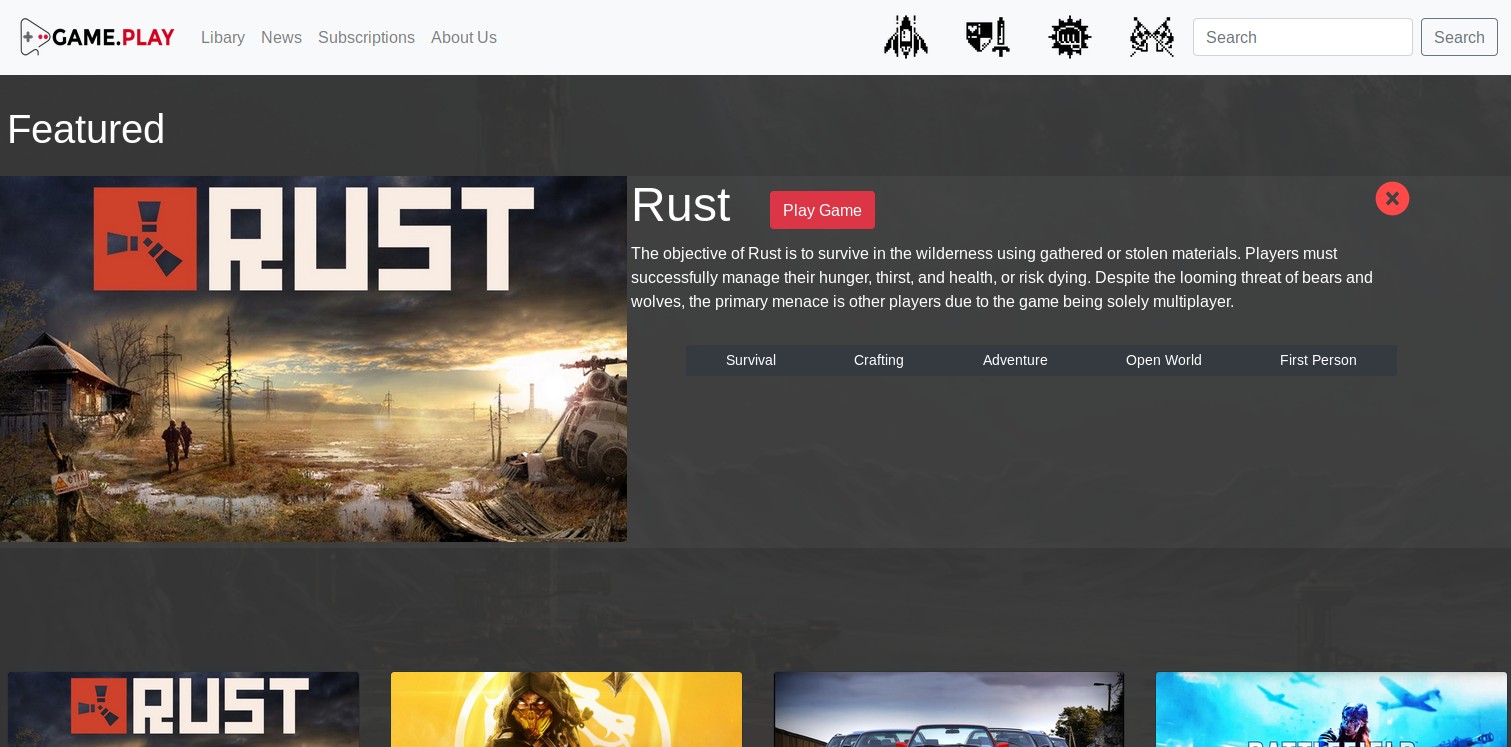 GAME.PLAY
Libary
News
Subscriptions
About Us
Search
Search
Featured
RUST
Rust
Play Game
The objective of Rust is to survive in the wilderness using gathered or stolen materials. Players must
successfully manage their hunger, thirst, and health, or risk dying. Despite the looming threat of bears and
wolves, the primary menace is other players due to the game being solely multiplayer.
Survival
Crafting
Adventure
Open World
First Person
RUST